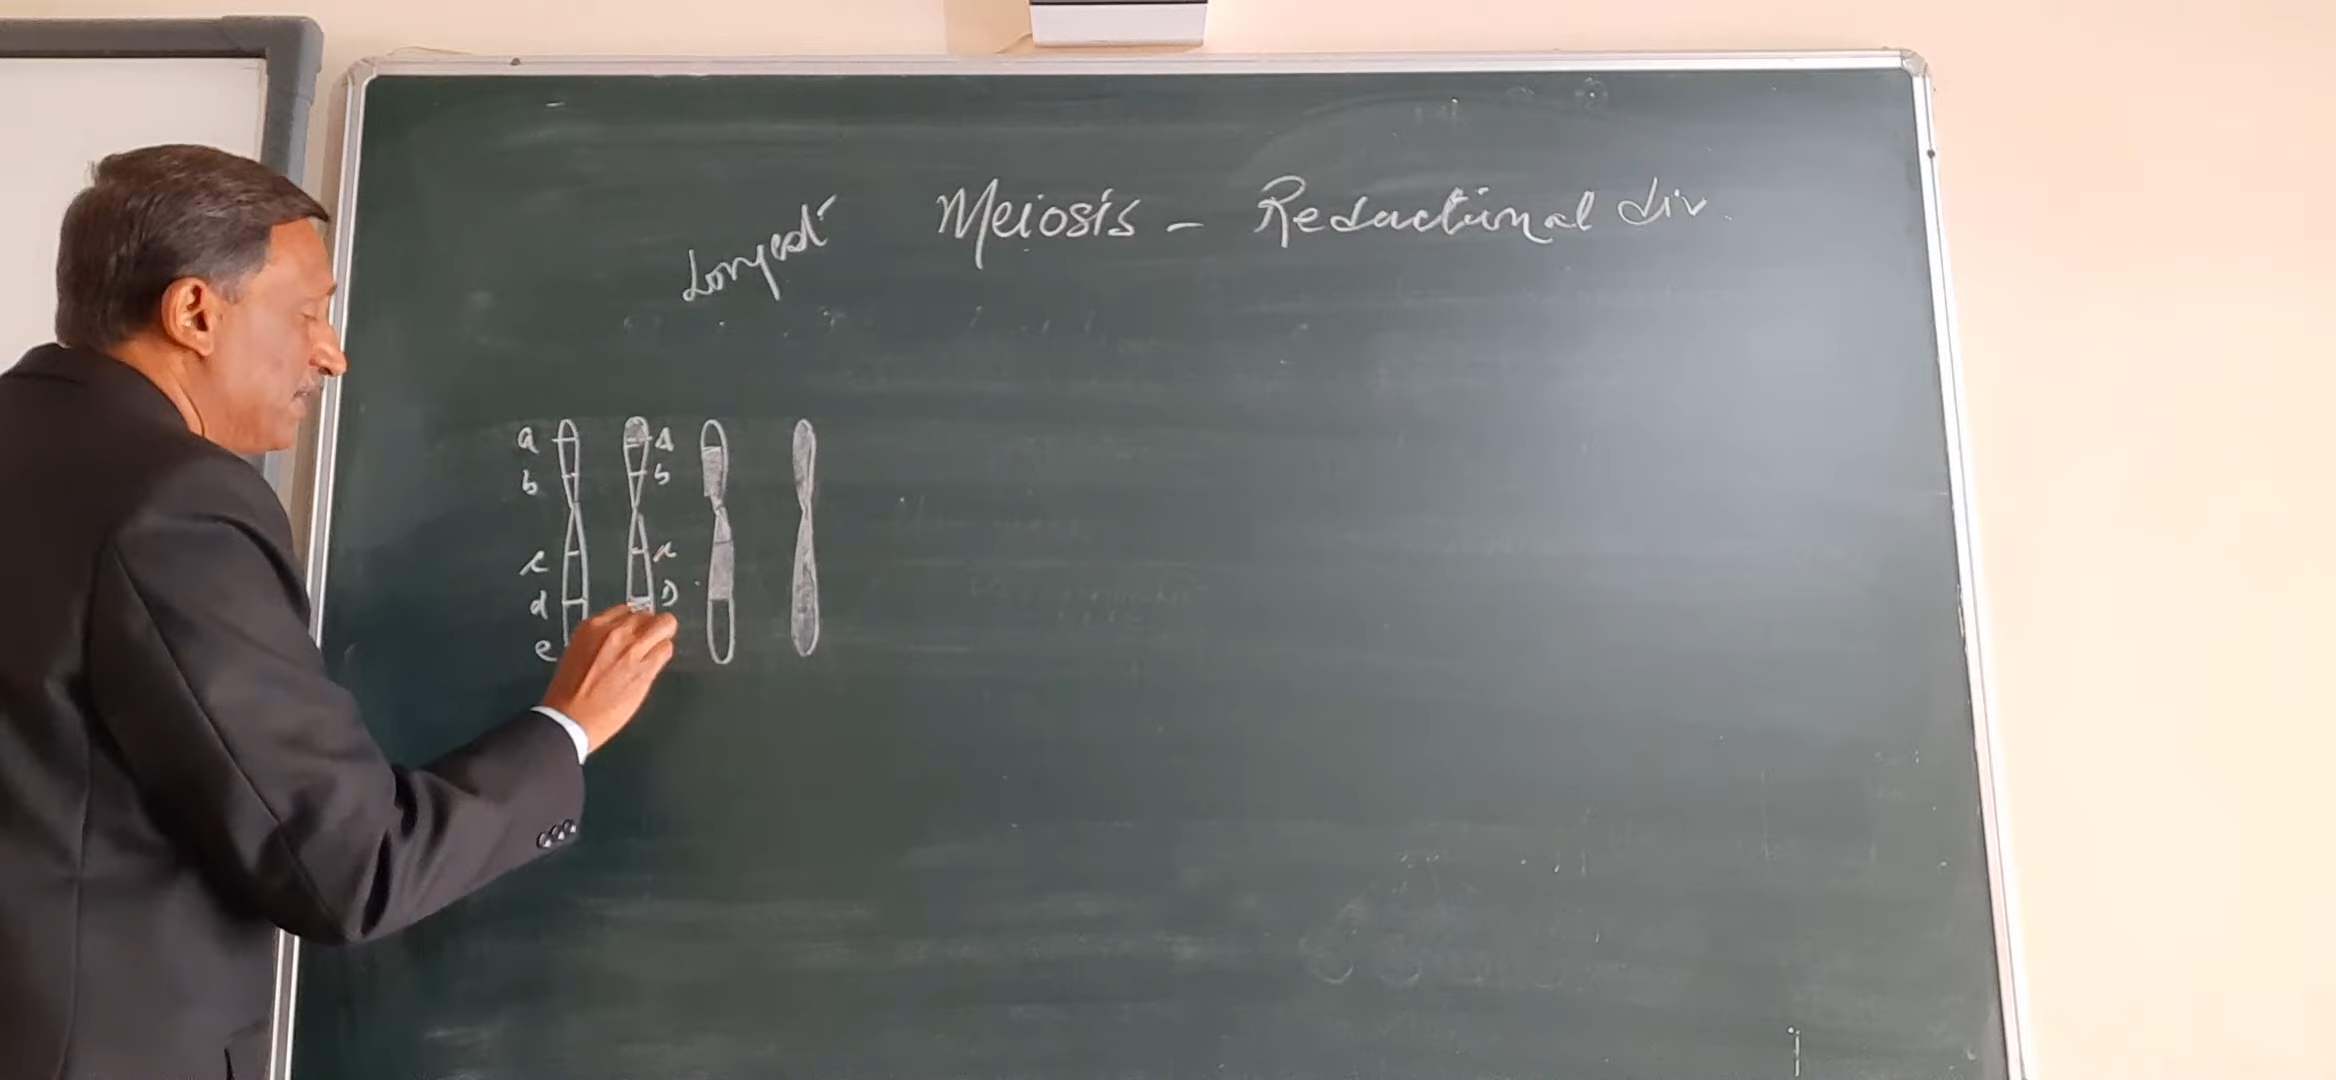 Meiosis - Reductional div.
Longest
a A
b b
c c
d D
e